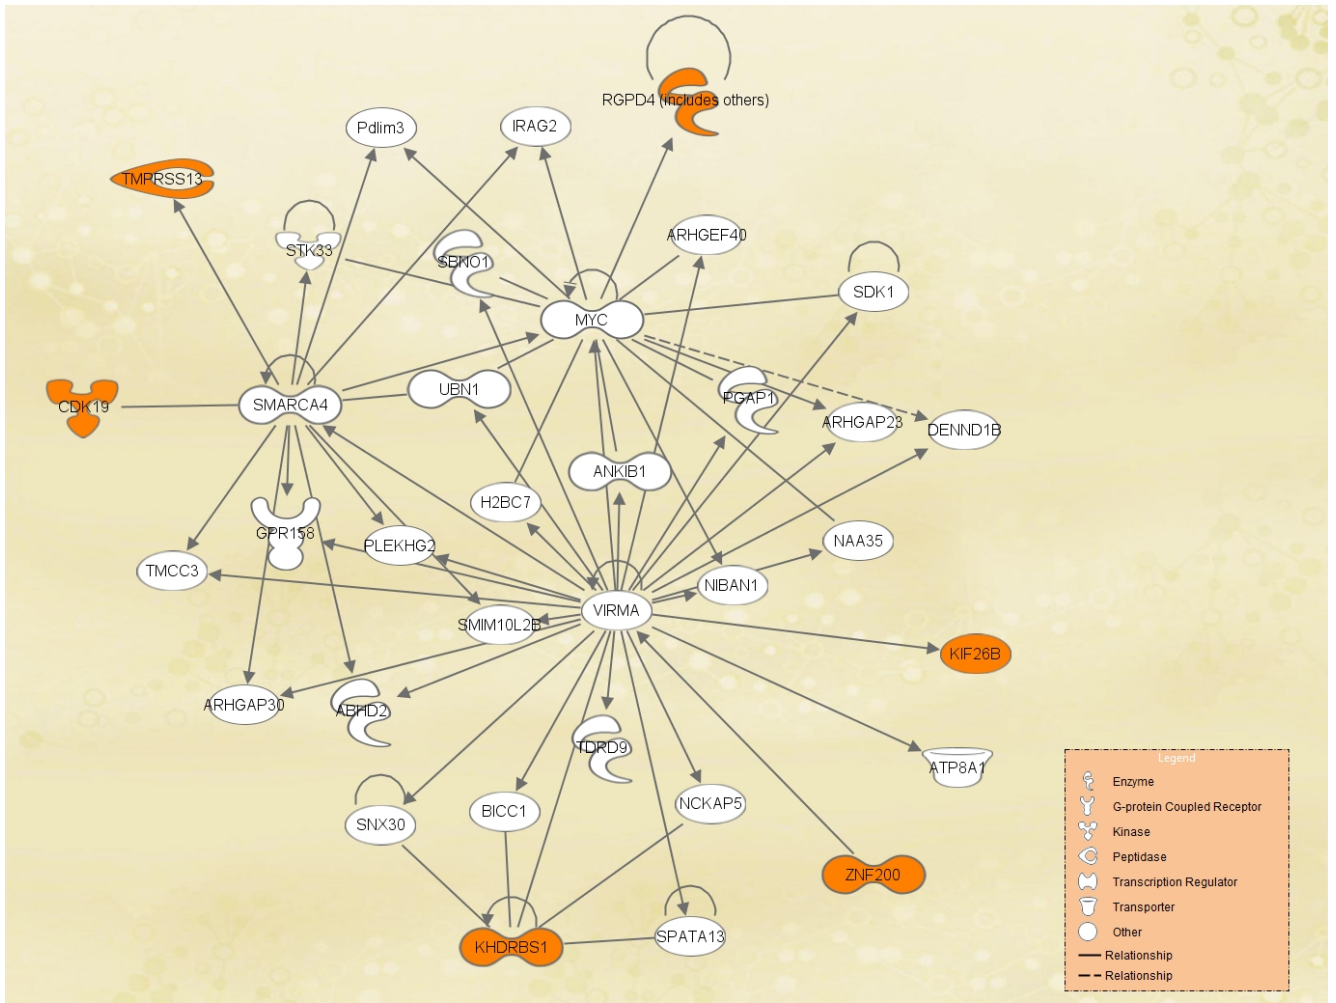 RGPD4 (includes others)
Pdlim3
IRAG2
TMPRSS13
ARHGEF40
STK33
SBNO1
SDK1
MYC
UBN1
PGAP1
CDK19
SMARCA4
ARHGAP23
DENND1B
ANKIB1
H2BC7
GPR158
PLEKHG2
NAA35
TMCC3
NIBAN1
VIRMA
SMIM10L2B
KIF26B
ARHGAP30
ABHD2
TDRD9
ATP8A1
NCKAP5
BICC1
SNX30
ZNF200
SPATA13
KHDRBS1
Legend
Enzyme
G-protein Coupled Receptor
Kinase
Peptidase
Transcription Regulator
Transporter
Other
Relationship
Relationship